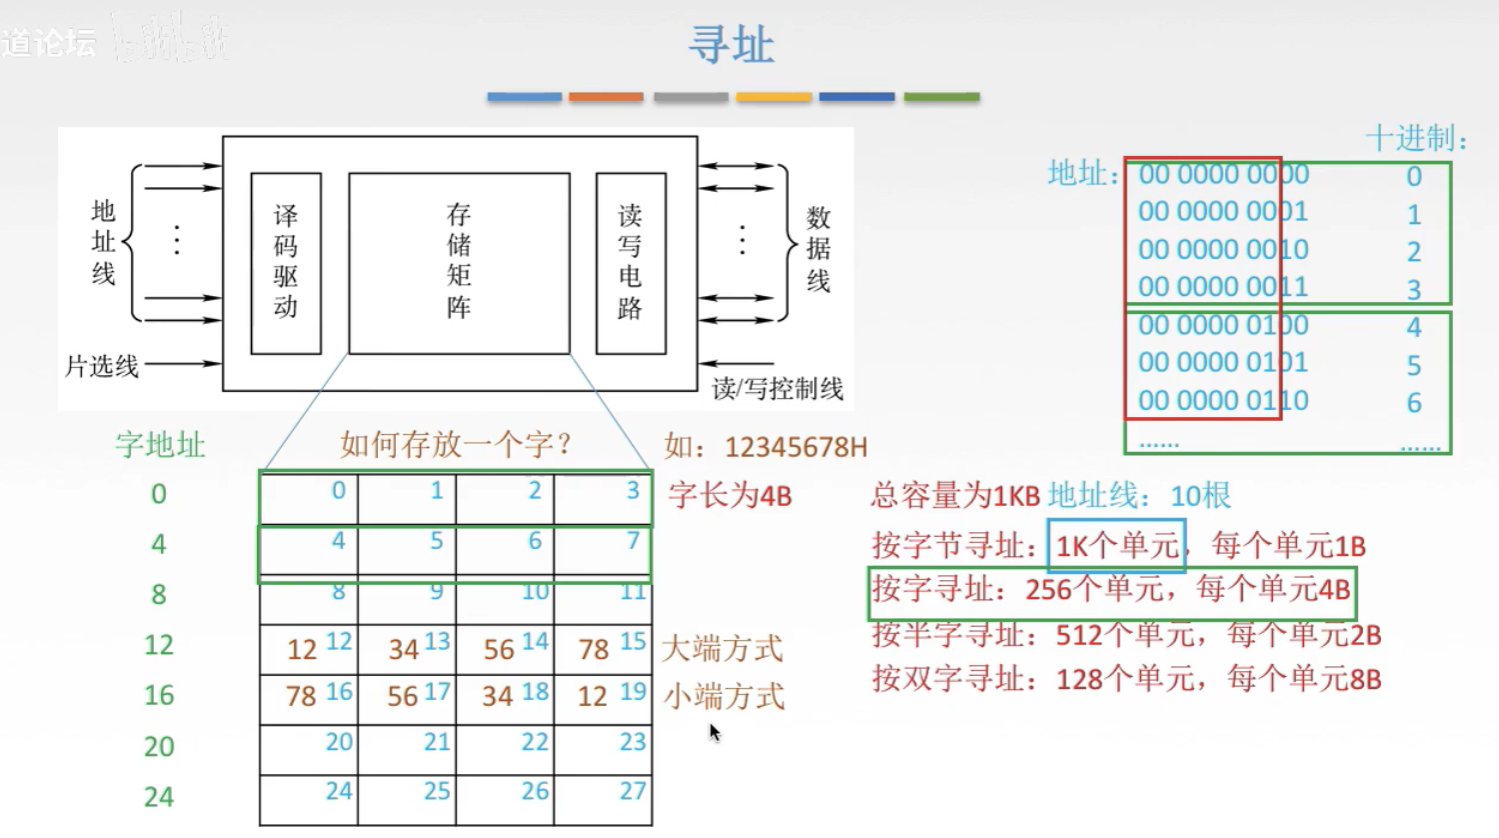 道论坛 bilibili
寻址
十进制：
地址：
00 0000 0000 0
00 0000 0001 1
00 0000 0010 2
00 0000 0011 3
00 0000 0100 4
00 0000 0101 5
00 0000 0110 6
...... ......
地址线
译码驱动
存储矩阵
读写电路
数据线
片选线
读/写控制线
字地址 如何存放一个字？ 如：12345678H
0 0 1 2 3 字长为4B
4 4 5 6 7
8 8 9 10 11
12 12 12 34 13 56 14 78 15 大端方式
16 78 16 56 17 34 18 12 19 小端方式
20 20 21 22 23
24 24 25 26 27
总容量为1KB 地址线：10根
按字节寻址：1K个单元，每个单元1B
按字寻址：256个单元，每个单元4B
按半字寻址：512个单元，每个单元2B
按双字寻址：128个单元，每个单元8B